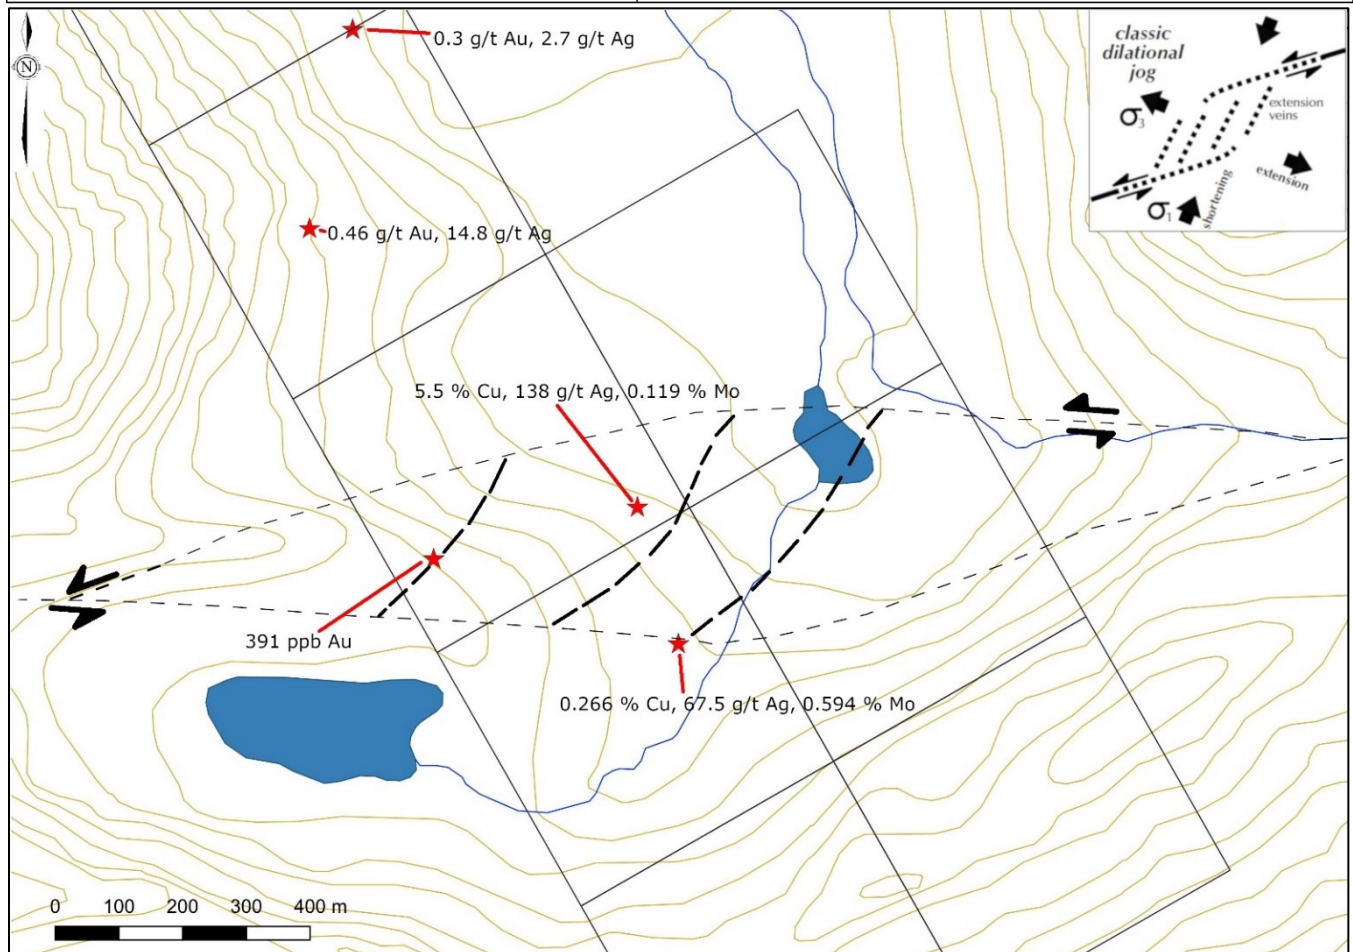 0.3 g/t Au, 2.7 g/t Ag
classic
dilational
jog
N
σ3
extension
veins
extension
shortening
σ1
0.46 g/t Au, 14.8 g/t Ag
5.5 % Cu, 138 g/t Ag, 0.119 % Mo
391 ppb Au
0.266 % Cu, 67.5 g/t Ag, 0.594 % Mo
0 100 200 300 400 m